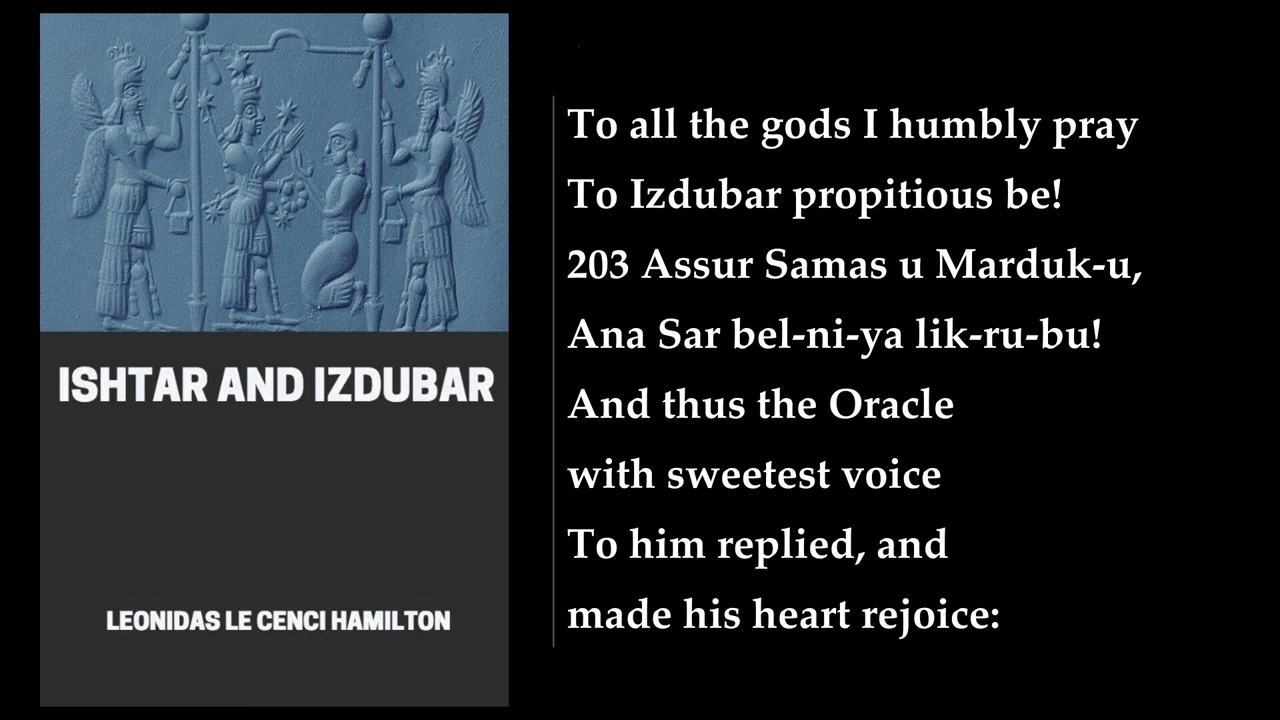 ISHTAR AND IZDUBAR
LEONIDAS LE CENCI HAMILTON
To all the gods I humbly pray
To Izdubar propitious be!
203 Assur Samas u Marduk-u,
Ana Sar bel-ni-ya lik-ru-bu!
And thus the Oracle
with sweetest voice
To him replied, and
made his heart rejoice: